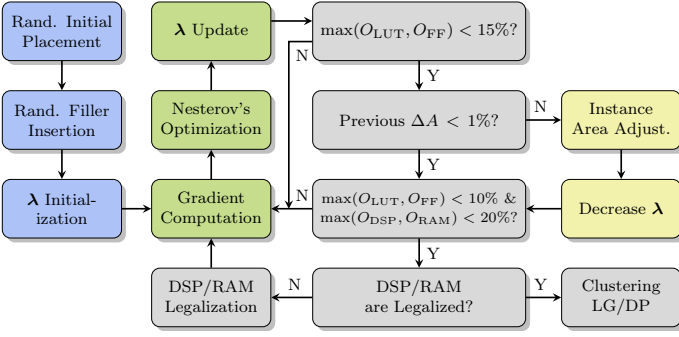 Rand. Initial
Placement
Rand. Filler
Insertion
λ Initial-
ization
λ Update
Nesterov's
Optimization
Gradient
Computation
DSP/RAM
Legalization
max(O_LUT, O_FF) < 15%?
N
Y
Previous ΔA < 1%?
N
Y
max(O_LUT, O_FF) < 10% &
max(O_DSP, O_RAM) < 20%?
N
Y
DSP/RAM
are Legalized?
N
Y
Instance
Area Adjust.
Decrease λ
Clustering
LG/DP